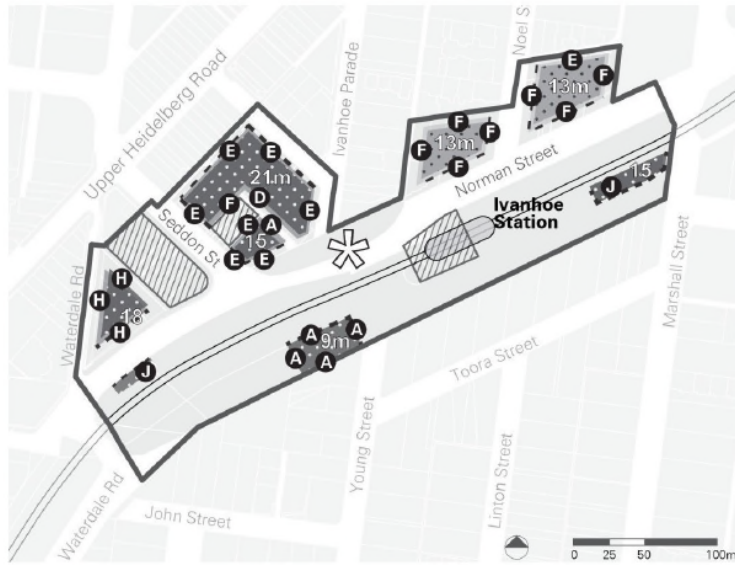 Noel S
Ivanhoe Parade
Upper Heidelberg Road
E
13m
F
F
F
F
13m
F
F
F
E
E
21m
E
F
D
E
E
A
15
E
E
Norman Street
J
15
Ivanhoe
Station
Seddon St
Waterdale Rd
H
H
18
H
J
A
9m
A
A
A
Marshall Street
Toora Street
Young Street
Linton Street
Waterdale Rd
John Street
0 25 50 100m